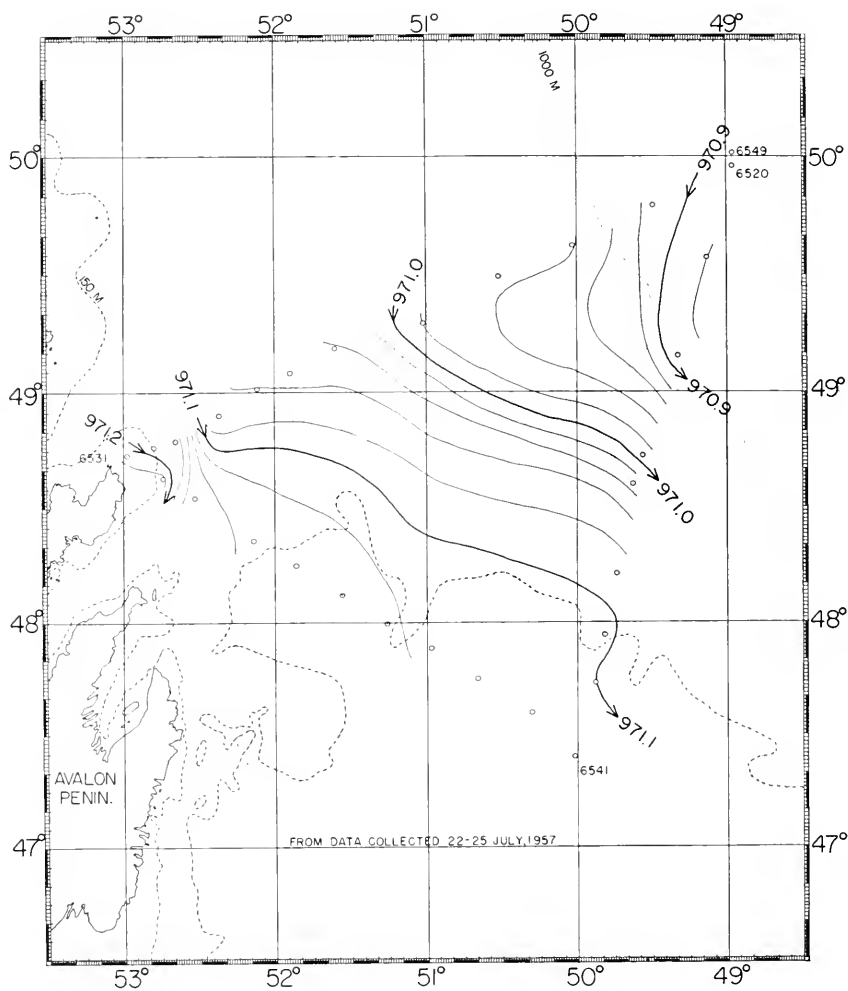 53° 52° 51° 50° 49°
1000 M
970.9
50° 50°
6549
6520
150 M
971.0
49° 49°
971.1
970.9
971.2
6531
971.0
48° 48°
971.1
6541
AVALON
PENIN.
FROM DATA COLLECTED 22-25 JULY, 1957
47° 47°
53° 52° 51° 50° 49°